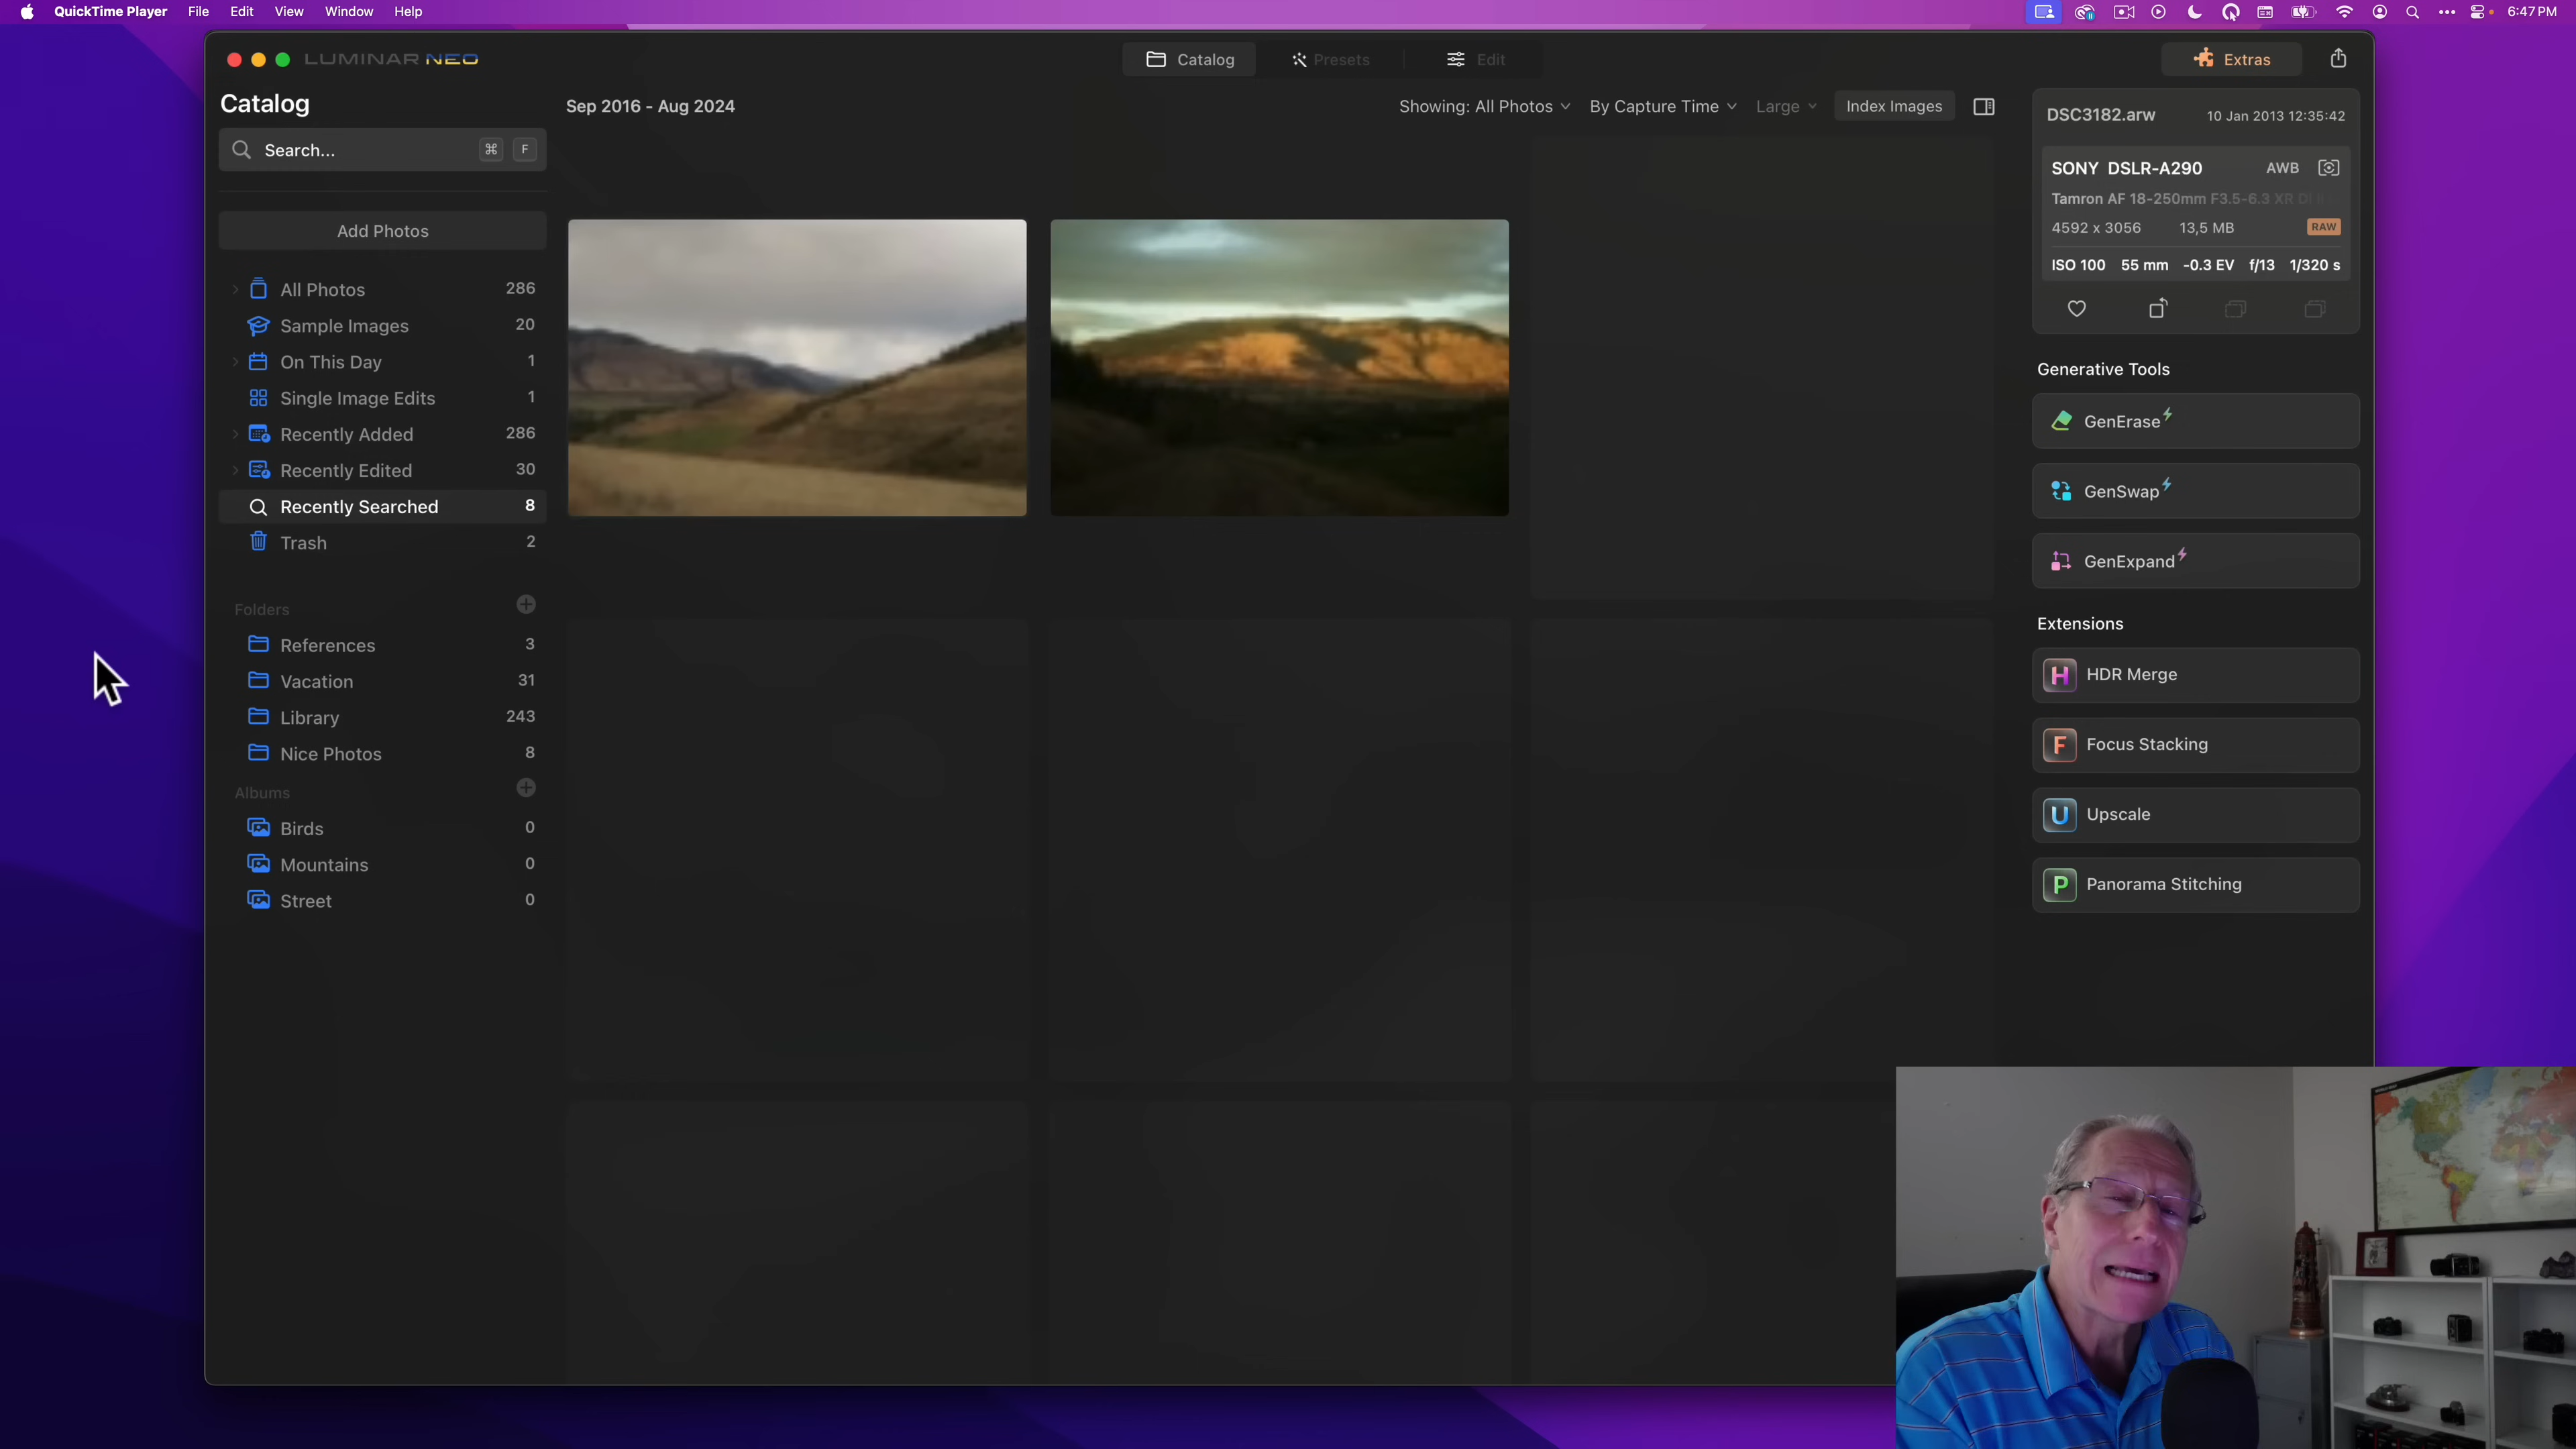 QuickTime Player File Edit View Window Help
6:47 PM
LUMINAR NEO
Catalog Presets Edit
Extras
Catalog
Sep 2016 - Aug 2024
Showing: All Photos By Capture Time Large Index Images
Search... ⌘ F
Add Photos
All Photos 286
Sample Images 20
On This Day 1
Single Image Edits 1
Recently Added 286
Recently Edited 30
Recently Searched 8
Trash 2
Folders
References 3
Vacation 31
Library 243
Nice Photos 8
Albums
Birds 0
Mountains 0
Street 0
DSC3182.arw 10 Jan 2013 12:35:42
SONY DSLR-A290 AWB
Tamron AF 18-250mm F3.5-6.3 XR
4592 x 3056 13,5 MB RAW
ISO 100 55 mm -0.3 EV f/13 1/320 s
Generative Tools
GenErase
GenSwap
GenExpand
Extensions
H HDR Merge
F Focus Stacking
U Upscale
P Panorama Stitching